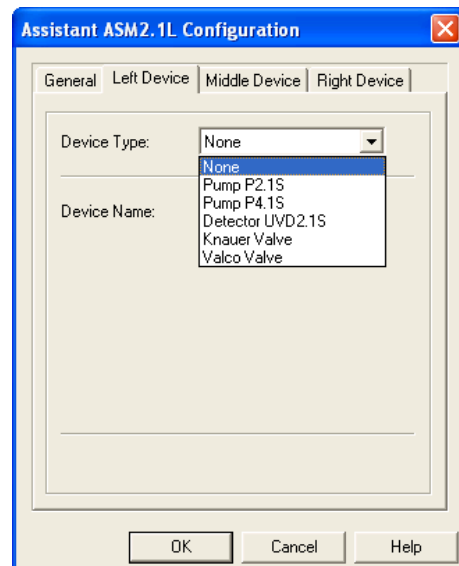 Assistant ASM2.1L Configuration
General Left Device Middle Device Right Device
Device Type: None
None
Pump P2.1S
Pump P4.1S
Device Name: Detector UVD2.1S
Knauer Valve
Valco Valve
OK Cancel Help